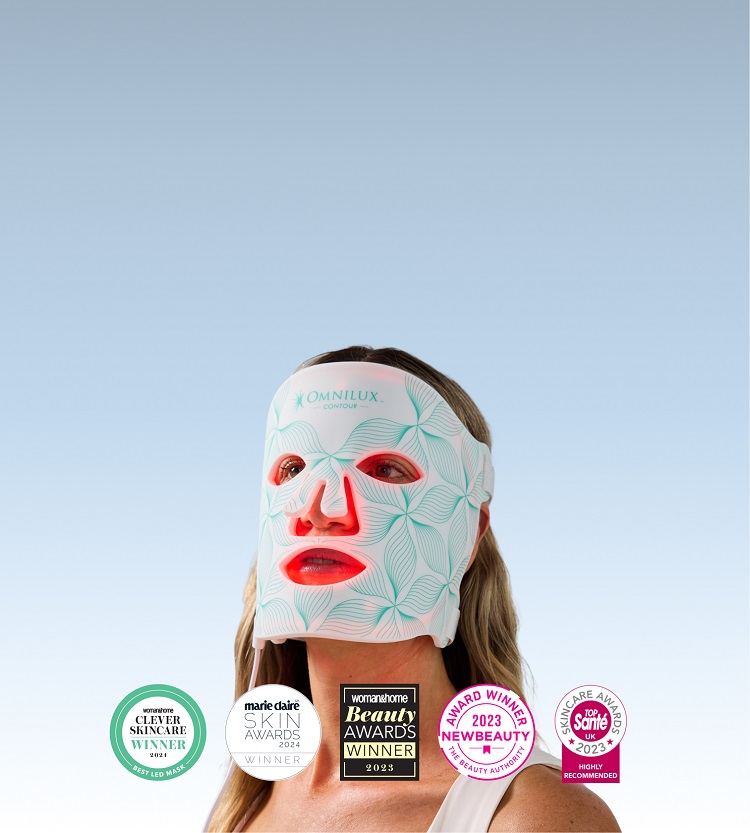 OMNILUX™
CONTOUR
woman&home
CLEVER
SKINCARE
WINNER
2024
BEST LED MASK
marie claire
SKIN
AWARDS
2024
WINNER
woman&home
Beauty
AWARDS
WINNER
2023
AWARD WINNER
2023
NEWBEAUTY
THE BEAUTY AUTHORITY
SKINCARE AWARDS
TOP
Santé
UK
2023
HIGHLY
RECOMMENDED